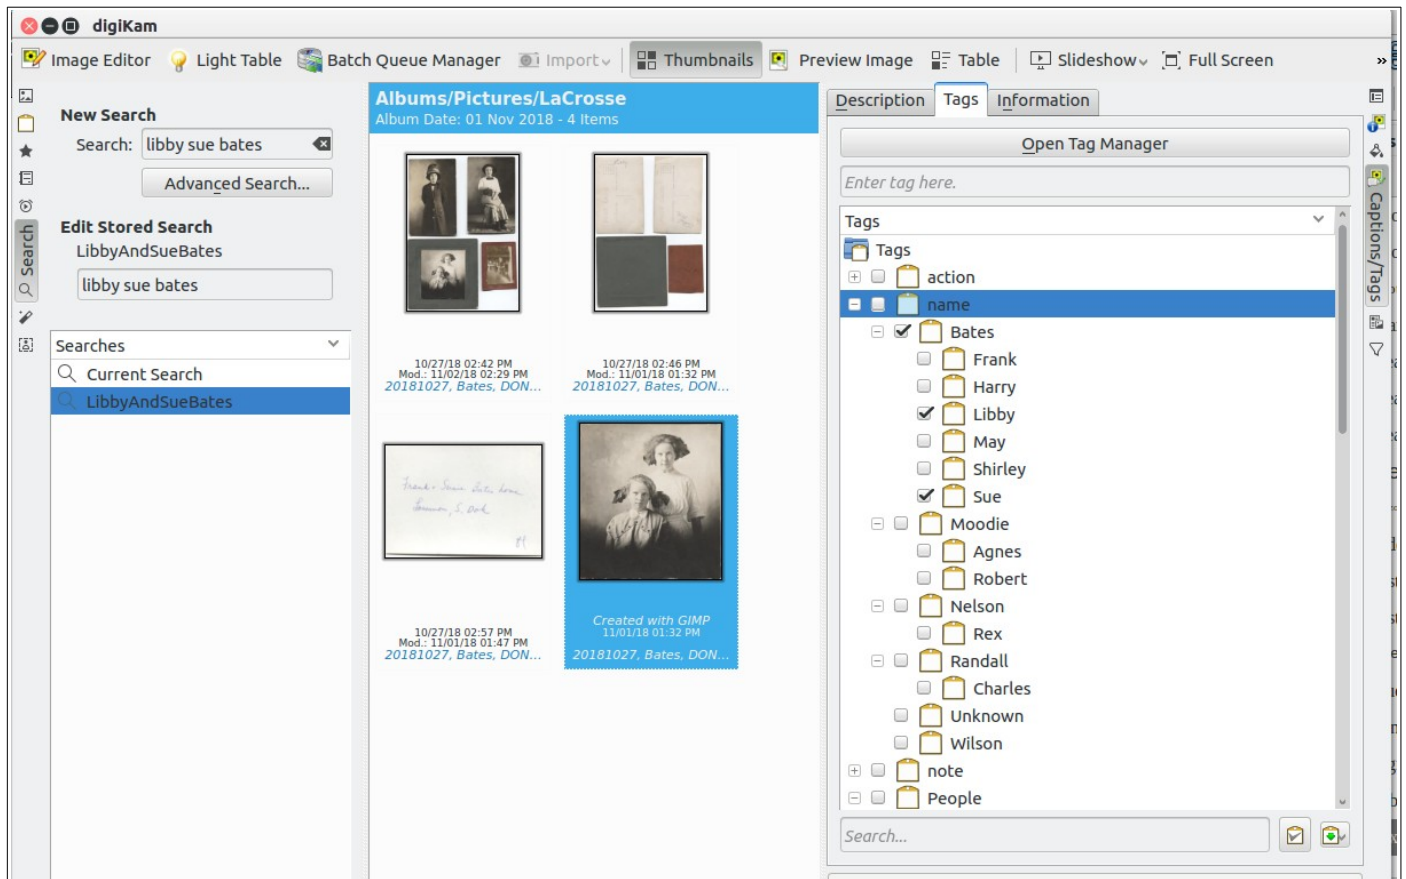 digiKam
Image Editor Light Table Batch Queue Manager Import Thumbnails Preview Image Table Slideshow Full Screen »
New Search
Search: libby sue bates
Advanced Search...
Edit Stored Search
LibbyAndSueBates
libby sue bates
Searches
Current Search
LibbyAndSueBates
Search
Albums/Pictures/LaCrosse
Album Date: 01 Nov 2018 - 4 Items
10/27/18 02:42 PM
Mod.: 11/02/18 02:29 PM
20181027, Bates, DON...
10/27/18 02:46 PM
Mod.: 11/01/18 01:32 PM
20181027, Bates, DON...
10/27/18 02:57 PM
Mod.: 11/01/18 01:47 PM
20181027, Bates, DON...
Created with GIMP
11/01/18 01:32 PM
20181027, Bates, DON...
Description Tags Information
Open Tag Manager
Enter tag here.
Tags
Tags
action
name
Bates
Frank
Harry
Libby
May
Shirley
Sue
Moodie
Agnes
Robert
Nelson
Rex
Randall
Charles
Unknown
Wilson
note
People
Search...
Captions/Tags